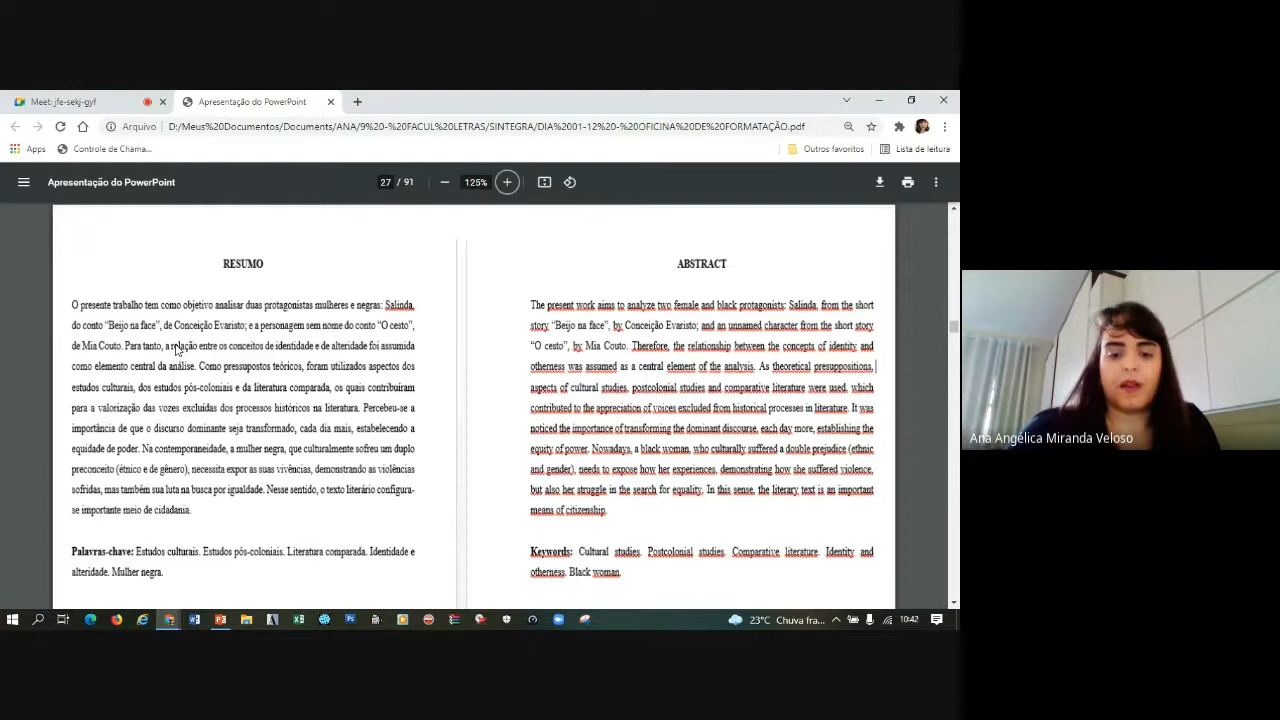 Meet: jfe-sekj-gyf
Apresentação do PowerPoint
Arquivo D:/Meus%20Documentos/Documents/ANA/9%20-%20FACUL%20LETRAS/SINTEGRA/DIA%2001-12%20-%20OFICINA%20DE%20FORMATAÇÃO.pdf
Apps Controle de Chama... Outros favoritos Lista de leitura
Apresentação do PowerPoint 27 / 91 125%
RESUMO
O presente trabalho tem como objetivo analisar duas protagonistas mulheres e negras: Salinda,
do conto “Beijo na face”, de Conceição Evaristo; e a personagem sem nome do conto “O cesto”,
de Mia Couto. Para tanto, a relação entre os conceitos de identidade e de alteridade foi assumida
como elemento central da análise. Como pressupostos teóricos, foram utilizados aspectos dos
estudos culturais, dos estudos pós-coloniais e da literatura comparada, os quais contribuíram
para a valorização das vozes excluídas dos processos históricos na literatura. Percebeu-se a
importância de que o discurso dominante seja transformado, cada dia mais, estabelecendo a
equidade de poder. Na contemporaneidade, a mulher negra, que culturalmente sofreu um duplo
preconceito (étnico e de gênero), necessita expor as suas vivências, demonstrando as violências
sofridas, mas também sua luta na busca por igualdade. Nesse sentido, o texto literário configura-
se importante meio de cidadania.
Palavras-chave: Estudos culturais. Estudos pós-coloniais. Literatura comparada. Identidade e
alteridade. Mulher negra.
ABSTRACT
The present work aims to analyze two female and black protagonists: Salinda, from the short
story “Beijo na face”, by Conceição Evaristo; and an unnamed character from the short story
“O cesto”, by Mia Couto. Therefore, the relationship between the concepts of identity and
otherness was assumed as a central element of the analysis. As theoretical presuppositions,
aspects of cultural studies, postcolonial studies and comparative literature were used, which
contributed to the appreciation of voices excluded from historical processes in literature. It was
noticed the importance of transforming the dominant discourse, each day more, establishing the
equity of power. Nowadays, a black woman, who culturally suffered a double prejudice (ethnic
and gender), needs to expose how her experiences, demonstrating how she suffered violence,
but also her struggle in the search for equality. In this sense, the literary text is an important
means of citizenship.
Keywords: Cultural studies. Postcolonial studies. Comparative literature. Identity and
otherness. Black woman.
Ana Angélica Miranda Veloso
23°C Chuva fra... 10:42